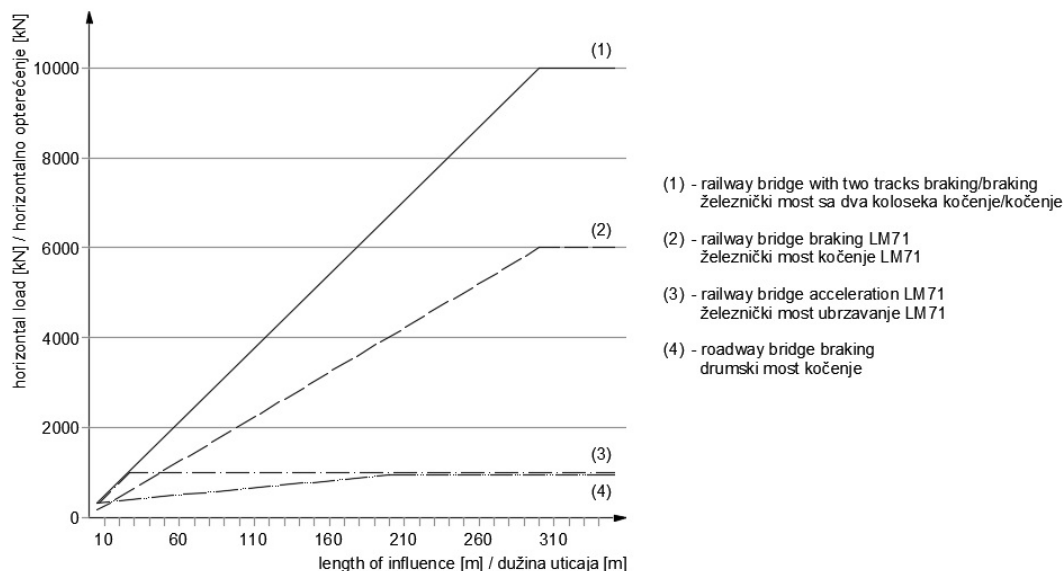 horizontal load [kN] / horizontalno opterećenje [kN]
10000
8000
6000
4000
2000
0
(1)
(2)
(3)
(4)
10 60 110 160 210 260 310
length of influence [m] / dužina uticaja [m]
(1) - railway bridge with two tracks braking/braking
železnički most sa dva koloseka kočenje/kočenje
(2) - railway bridge braking LM71
železnički most kočenje LM71
(3) - railway bridge acceleration LM71
železnički most ubrzavanje LM71
(4) - roadway bridge braking
drumski most kočenje